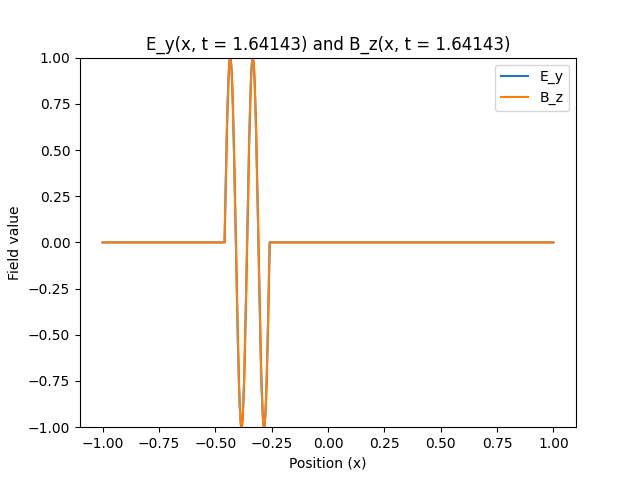 E_y(x, t = 1.64143) and B_z(x, t = 1.64143)
E_y
B_z
1.00
0.75
0.50
0.25
0.00
−0.25
−0.50
−0.75
−1.00
Field value
−1.00 −0.75 −0.50 −0.25 0.00 0.25 0.50 0.75 1.00
Position (x)